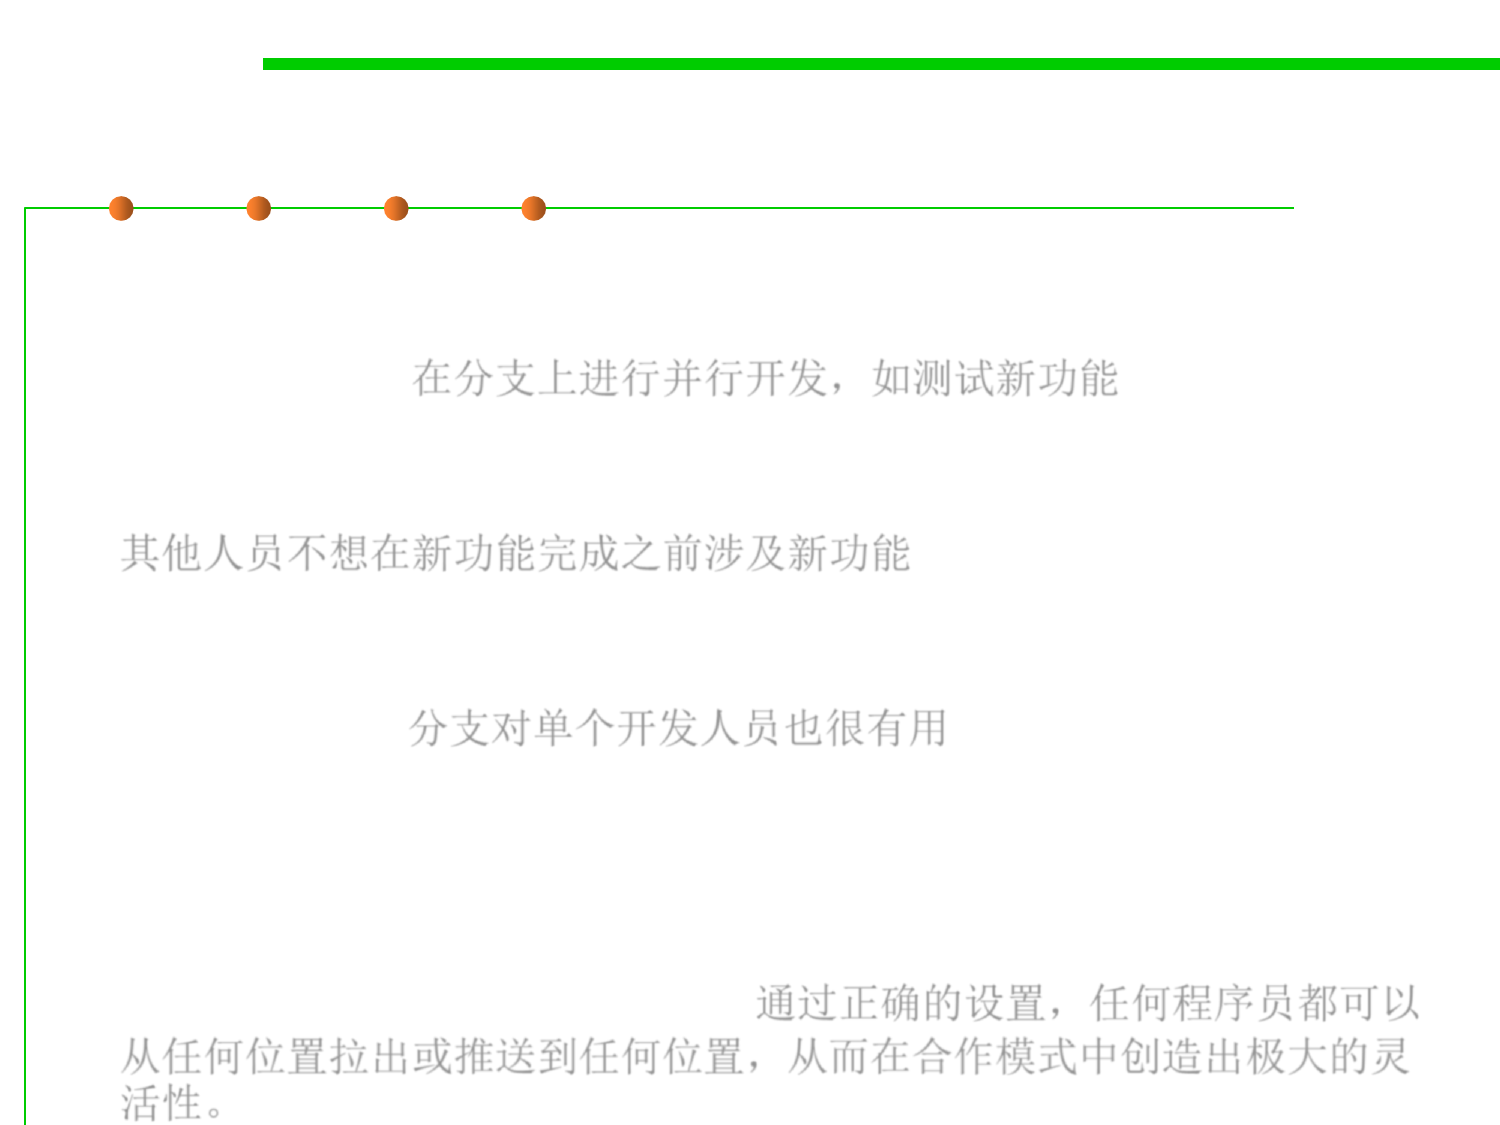 在分支上进行并行开发，如测试新功能
其他人员不想在新功能完成之前涉及新功能
分支对单个开发人员也很有用
通过正确的设置，任何程序员都可以
从任何位置拉出或推送到任何位置，从而在合作模式中创造出极大的灵
活性。